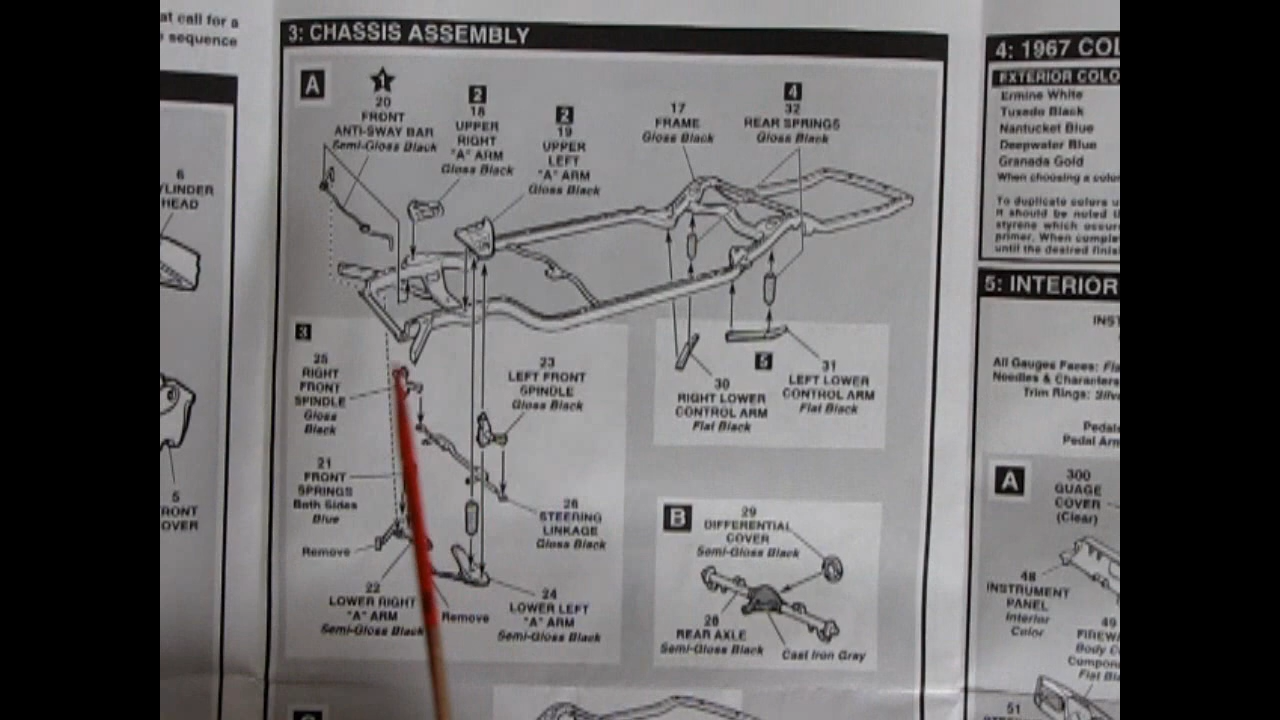 at call for a
sequence
3: CHASSIS ASSEMBLY
A
1
20
FRONT
ANTI-SWAY BAR
Semi-Gloss Black
2
18
UPPER
RIGHT
"A" ARM
Gloss Black
2
19
UPPER
LEFT
"A" ARM
Gloss Black
17
FRAME
Gloss Black
4
32
REAR SPRINGS
Gloss Black
3
25
RIGHT
FRONT
SPINDLE
Gloss
Black
23
LEFT FRONT
SPINDLE
Gloss Black
21
FRONT
SPRINGS
Both Sides
Blue
26
STEERING
LINKAGE
Gloss Black
Remove
22
LOWER RIGHT
"A" ARM
Semi-Gloss Black
Remove
24
LOWER LEFT
"A" ARM
Semi-Gloss Black
5
30
RIGHT LOWER
CONTROL ARM
Flat Black
31
LEFT LOWER
CONTROL ARM
Flat Black
B
29
DIFFERENTIAL
COVER
Semi-Gloss Black
28
REAR AXLE
Semi-Gloss Black
Cast Iron Gray
6
YLINDER
HEAD
5
RONT
OVER
4: 1967 COL
EXTERIOR COLO
Ermine White
Tuxedo Black
Nantucket Blue
Deepwater Blue
Granada Gold
When choosing a color
To duplicate colors u
it should be noted th
styrene which occur
primer. When comple
until the desired finis
5: INTERIOR
INST
All Gauges Faces: Fla
Needles & Characters
Trim Rings: Silv
Pedals
Pedal Arm
A
300
GUAGE
COVER
(Clear)
48
INSTRUMENT
PANEL
Interior
Color
49
FIREWA
Body Co
Compon
Flat Bl
51